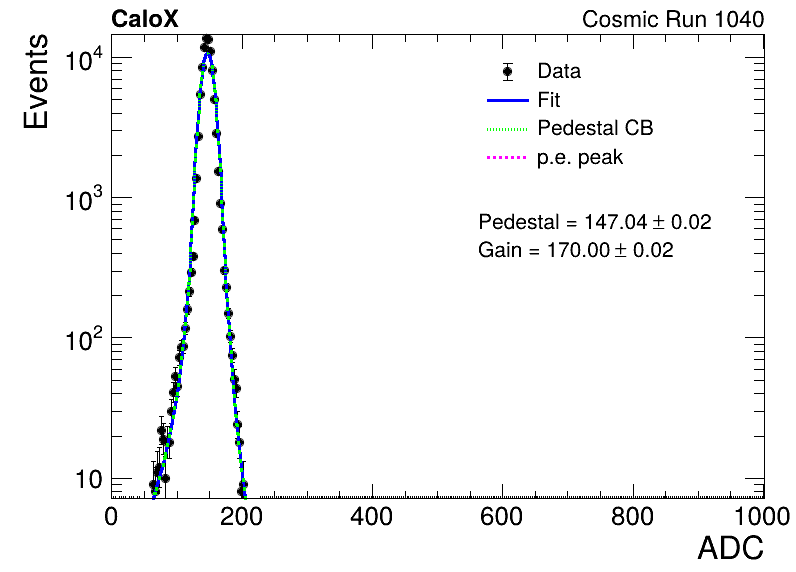 CaloX Cosmic Run 1040
Events
10⁴
10³
10²
10
Data
Fit
Pedestal CB
p.e. peak
Pedestal = 147.04 ± 0.02
Gain = 170.00 ± 0.02
0 200 400 600 800 1000
ADC